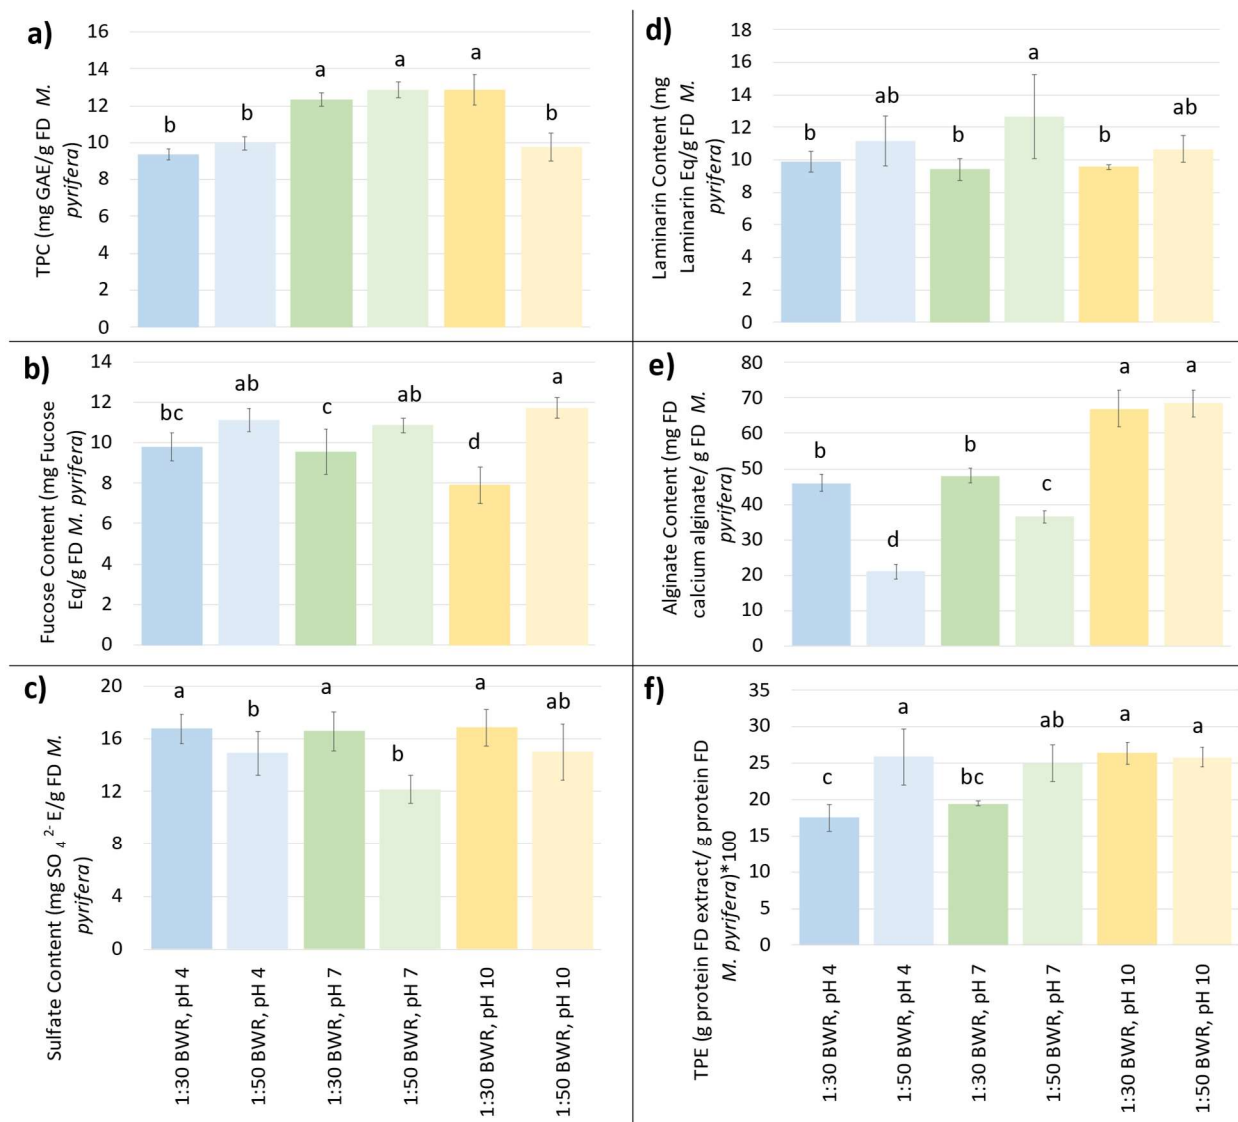 a)
TPC (mg GAE/g FD M.
pyrifera)
16
14
12
10
8
6
4
2
0
b
b
a
a
a
b
b)
Fucose Content (mg Fucose
Eq/g FD M. pyrifera)
14
12
10
8
6
4
2
0
bc
ab
c
ab
d
a
c)
Sulfate Content (mg SO 4 2- E/g FD M.
pyrifera)
20
16
12
8
4
0
a
b
a
b
a
ab
1:30 BWR, pH 4
1:50 BWR, pH 4
1:30 BWR, pH 7
1:50 BWR, pH 7
1:30 BWR, pH 10
1:50 BWR, pH 10
d)
Laminarin Content (mg
Laminarin Eq/g FD M.
pyrifera)
18
16
14
12
10
8
6
4
2
0
b
ab
b
a
b
ab
e)
Alginate Content (mg FD
calcium alginate/ g FD M.
pyrifera)
80
70
60
50
40
30
20
10
0
b
d
b
c
a
a
f)
TPE (g protein FD extract/ g protein FD
M. pyrifera)*100
35
30
25
20
15
10
5
0
c
a
bc
ab
a
a
1:30 BWR, pH 4
1:50 BWR, pH 4
1:30 BWR, pH 7
1:50 BWR, pH 7
1:30 BWR, pH 10
1:50 BWR, pH 10